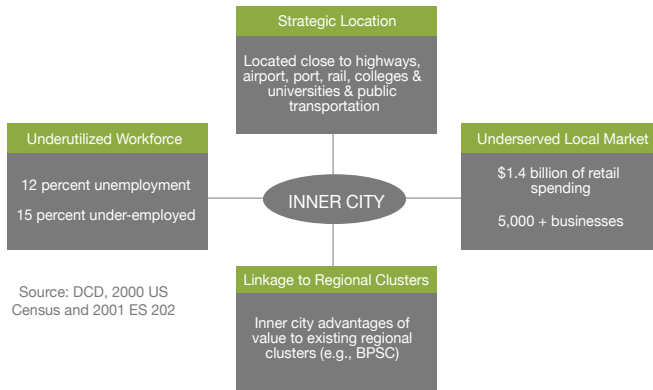 Strategic Location
Located close to highways,
airport, port, rail, colleges &
universities & public
transportation
Underutilized Workforce
12 percent unemployment
15 percent under-employed
INNER CITY
Underserved Local Market
$1.4 billion of retail
spending
5,000 + businesses
Linkage to Regional Clusters
Inner city advantages of
value to existing regional
clusters (e.g., BPSC)
Source: DCD, 2000 US
Census and 2001 ES 202